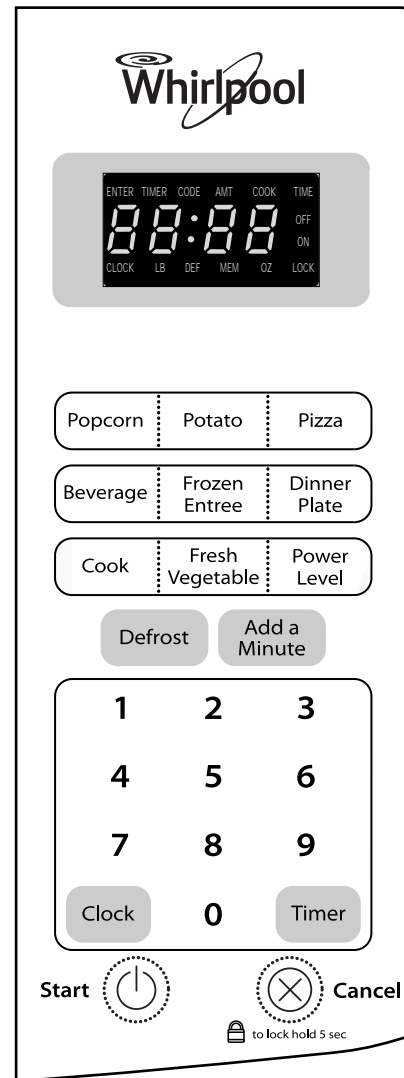 Whirlpool
ENTER TIMER CODE AMT COOK TIME
88:88 OFF
ON
CLOCK LB DEF MEM OZ LOCK
Popcorn Potato Pizza
Beverage Frozen Entree Dinner Plate
Cook Fresh Vegetable Power Level
Defrost Add a Minute
1 2 3
4 5 6
7 8 9
Clock 0 Timer
Start Cancel
to lock hold 5 sec